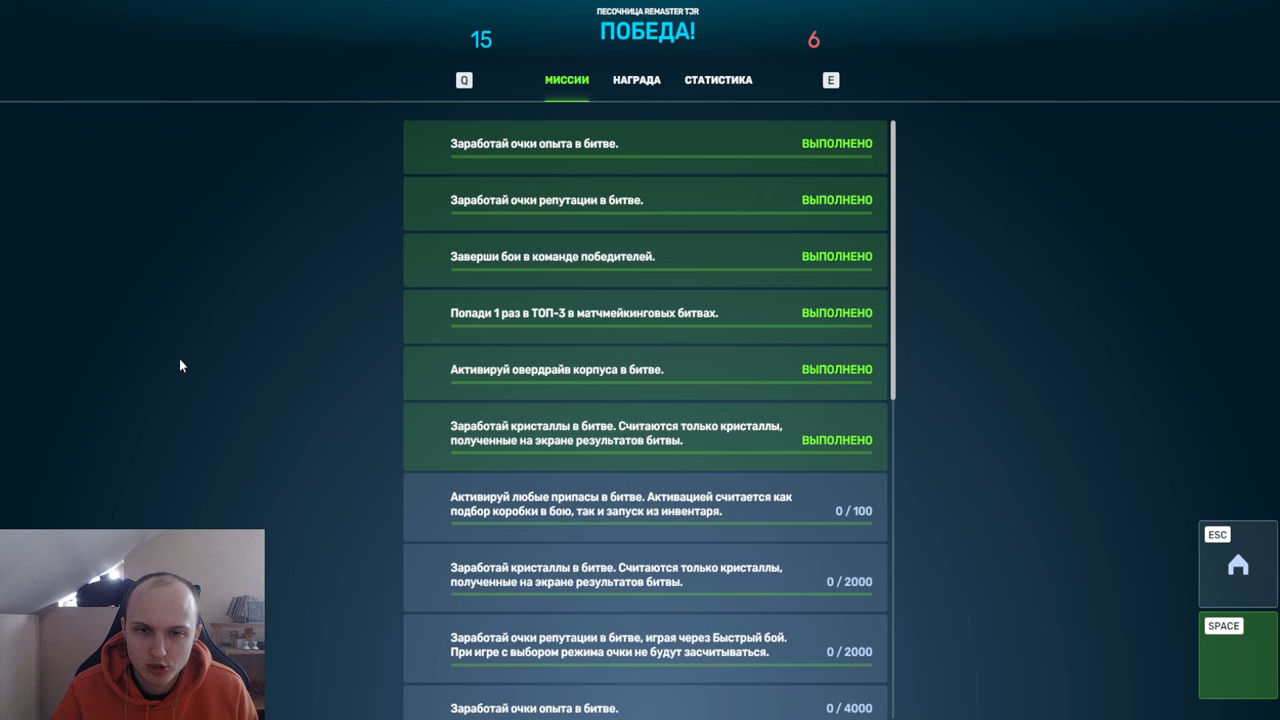 ПЕСОЧНИЦА REMASTER TJR
15
ПОБЕДА!
6
Q
МИССИИ
НАГРАДА
СТАТИСТИКА
E
Заработай очки опыта в битве.
ВЫПОЛНЕНО
Заработай очки репутации в битве.
ВЫПОЛНЕНО
Заверши бои в команде победителей.
ВЫПОЛНЕНО
Попади 1 раз в ТОП-3 в матчмейкинговых битвах.
ВЫПОЛНЕНО
Активируй овердрайв корпуса в битве.
ВЫПОЛНЕНО
Заработай кристаллы в битве. Считаются только кристаллы,
полученные на экране результатов битвы.
ВЫПОЛНЕНО
Активируй любые припасы в битве. Активацией считается как
подбор коробки в бою, так и запуск из инвентаря.
0 / 100
Заработай кристаллы в битве. Считаются только кристаллы,
полученные на экране результатов битвы.
0 / 2000
Заработай очки репутации в битве, играя через Быстрый бой.
При игре с выбором режима очки не будут засчитываться.
0 / 2000
Заработай очки опыта в битве.
0 / 4000
ESC
SPACE